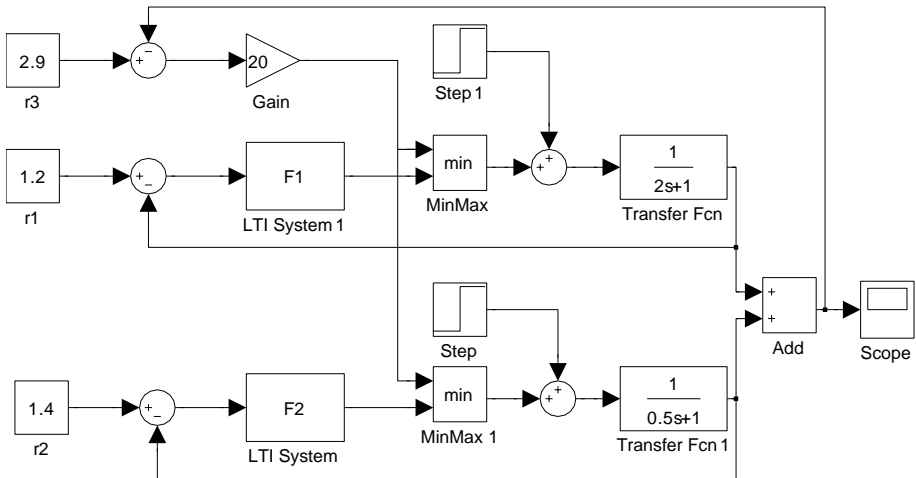 2.9
r3
20
Gain
Step 1
1.2
r1
F1
LTI System 1
min
MinMax
1
2s+1
Transfer Fcn
Step
Add
Scope
1.4
r2
F2
LTI System
min
MinMax 1
1
0.5s+1
Transfer Fcn 1